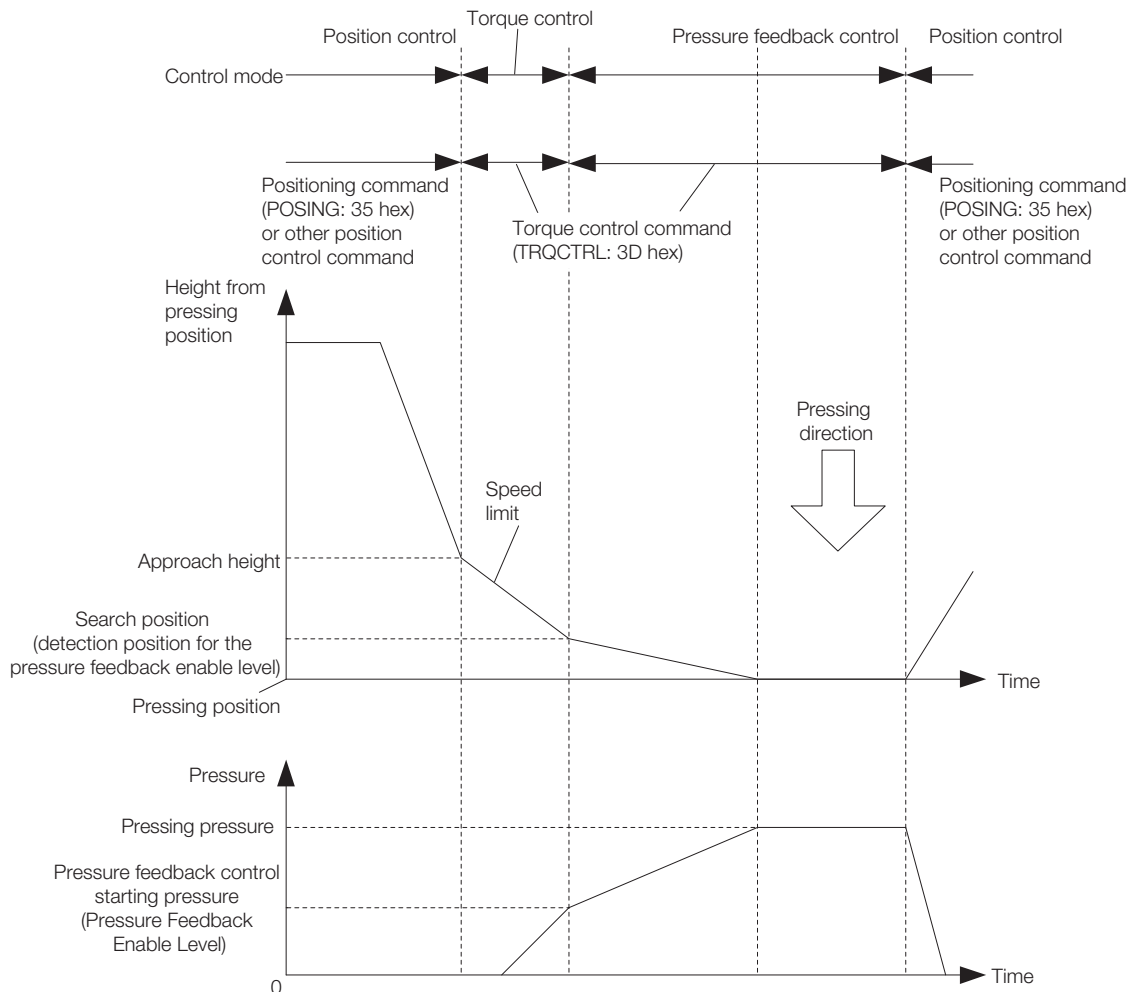 Torque control
Position control
Pressure feedback control
Position control
Control mode
Positioning command
(POSING: 35 hex)
or other position
control command
Torque control command
(TRQCTRL: 3D hex)
Positioning command
(POSING: 35 hex)
or other position
control command
Height from
pressing
position
Pressing
direction
Speed
limit
Approach height
Search position
(detection position for the
pressure feedback enable level)
Time
Pressing position
Pressure
Pressing pressure
Pressure feedback control
starting pressure
(Pressure Feedback
Enable Level)
0
Time